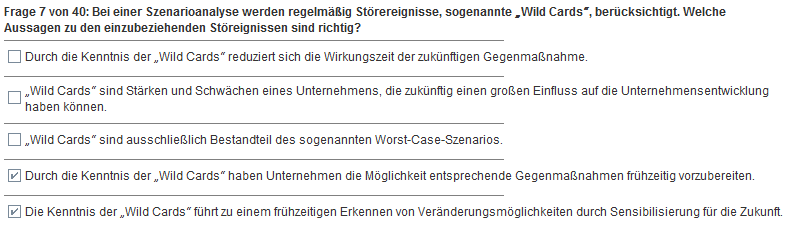 Frage 7 von 40: Bei einer Szenarioanalyse werden regelmäßig Störereignisse, sogenannte „Wild Cards“, berücksichtigt. Welche
Aussagen zu den einzubeziehenden Störeignissen sind richtig?
Durch die Kenntnis der „Wild Cards“ reduziert sich die Wirkungszeit der zukünftigen Gegenmaßnahme.
„Wild Cards“ sind Stärken und Schwächen eines Unternehmens, die zukünftig einen großen Einfluss auf die Unternehmensentwicklung
haben können.
„Wild Cards“ sind ausschließlich Bestandteil des sogenannten Worst-Case-Szenarios.
Durch die Kenntnis der „Wild Cards“ haben Unternehmen die Möglichkeit entsprechende Gegenmaßnahmen frühzeitig vorzubereiten.
Die Kenntnis der „Wild Cards“ führt zu einem frühzeitigen Erkennen von Veränderungsmöglichkeiten durch Sensibilisierung für die Zukunft.